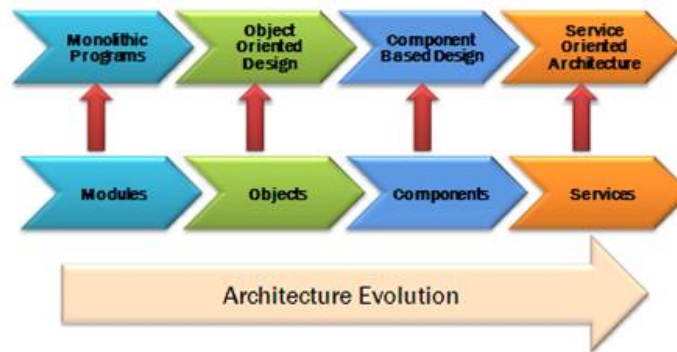 Monolithic
Programs
Object
Oriented
Design
Component
Based Design
Service
Oriented
Architecture
Modules
Objects
Components
Services
Architecture Evolution